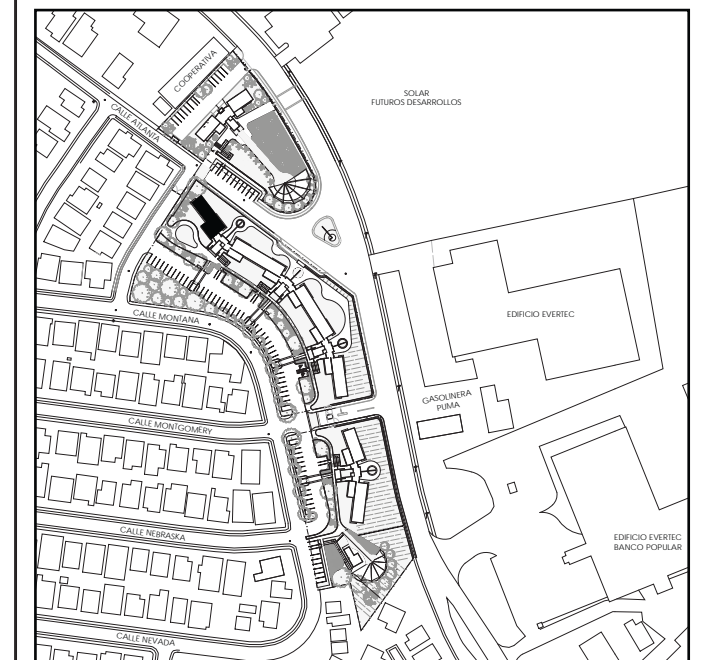 COOPERATIVA
SOLAR
FUTUROS DESARROLLOS
CALLE ATLANTA
EDIFICIO EVERTEC
CALLE MONTANA
GASOLINERA
PUMA
CALLE MONTGOMERY
CALLE NEBRASKA
EDIFICIO EVERTEC
BANCO POPULAR
CALLE NEVADA